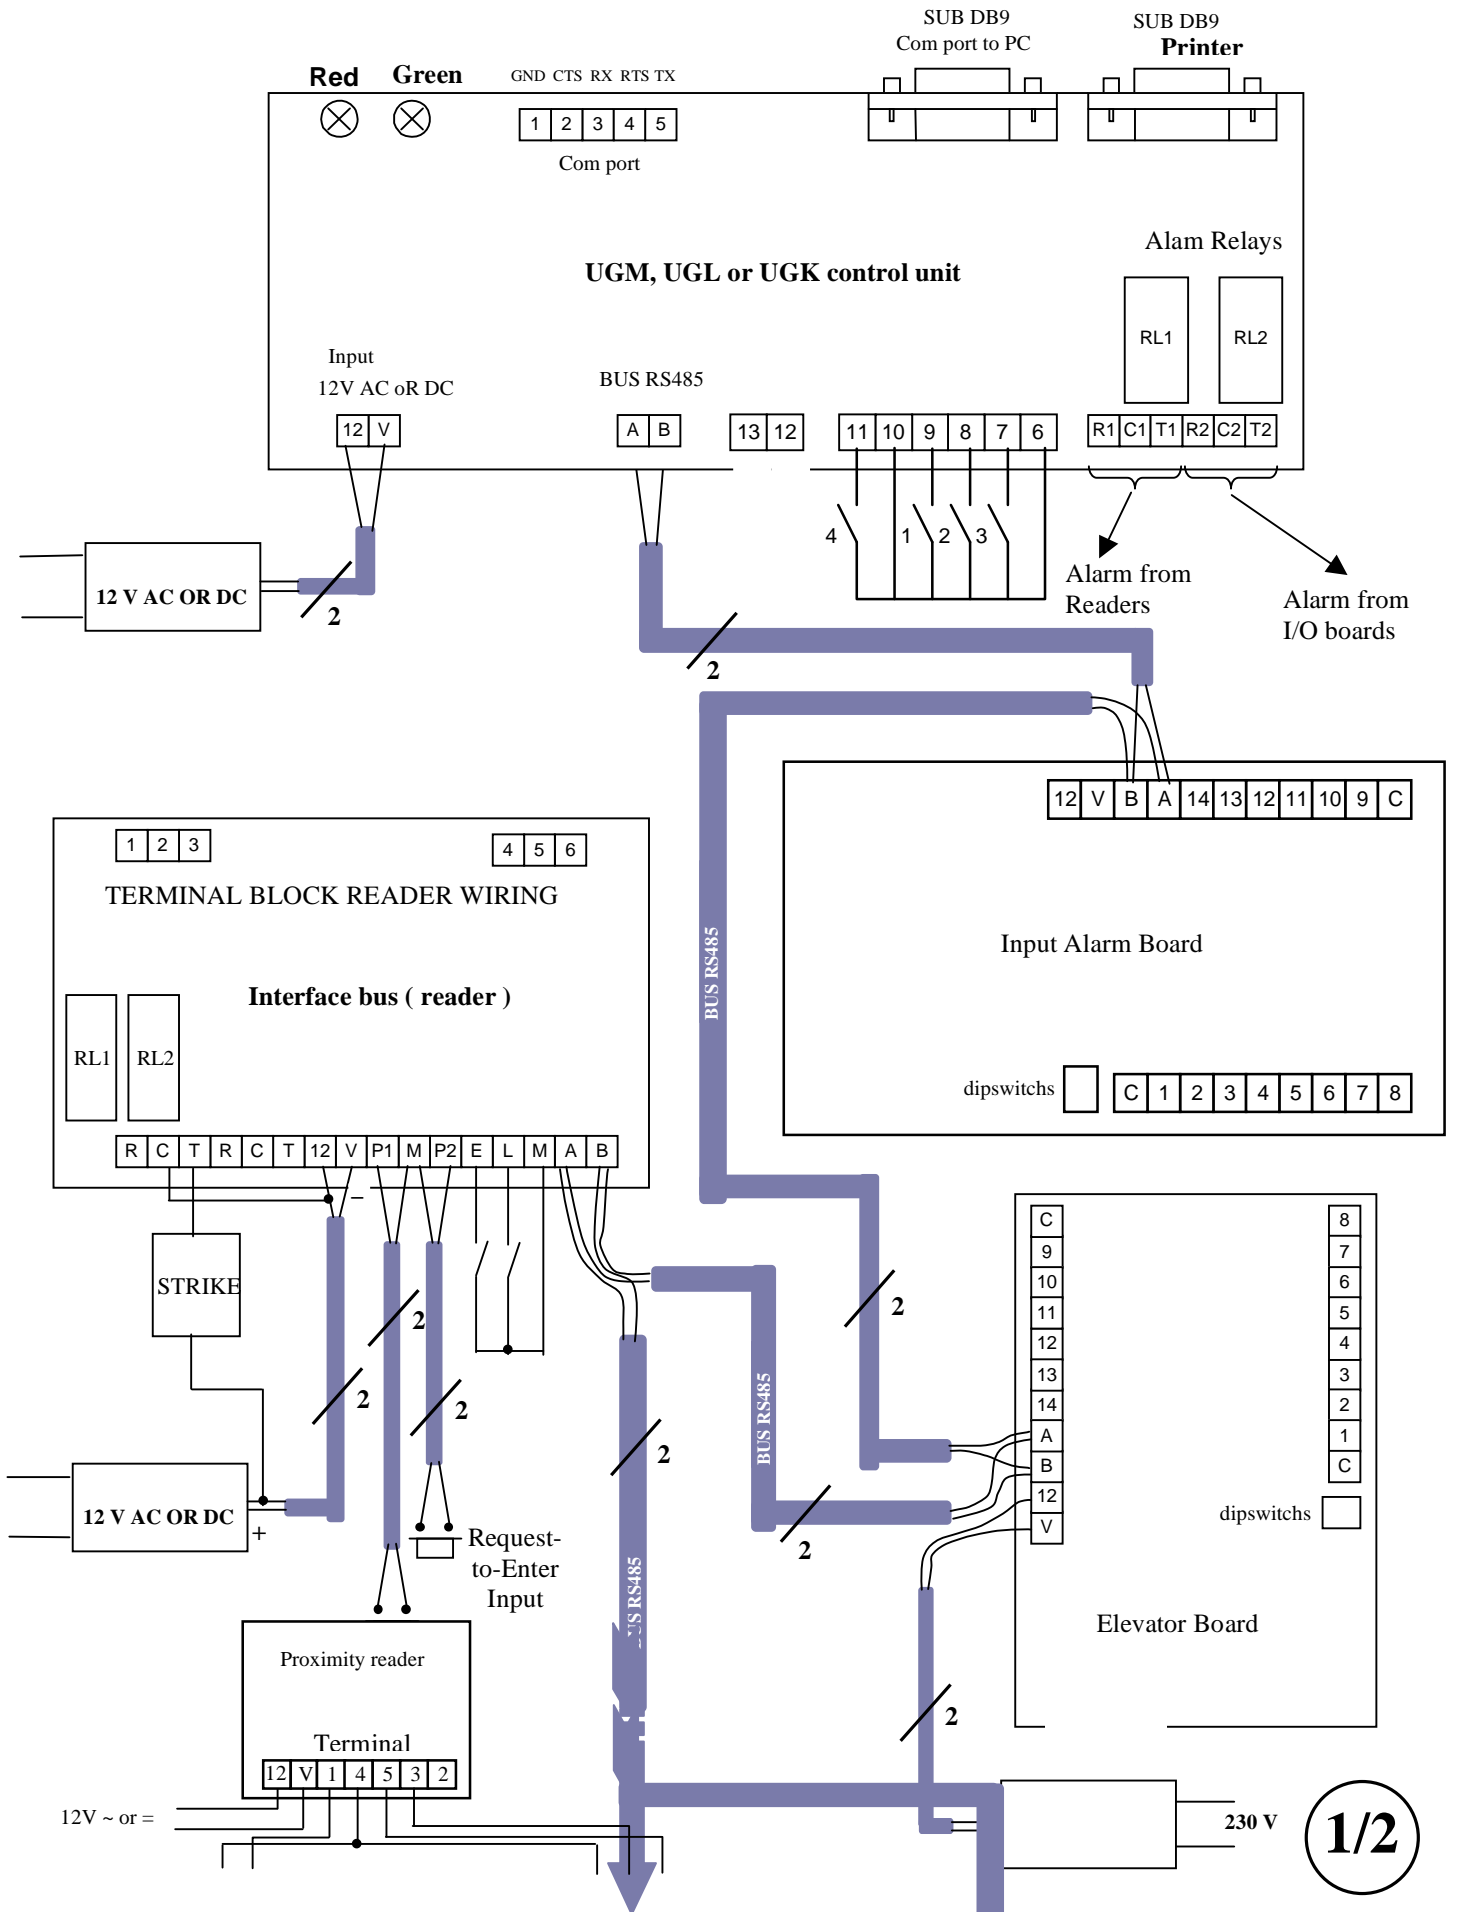 SUB DB9
Com port to PC
SUB DB9
Printer
Red
Green
GND CTS RX RTS TX
1 2 3 4 5
Com port
Alam Relays
UGM, UGL or UGK control unit
RL1
RL2
Input
12V AC oR DC
BUS RS485
12 V
A B
13 12
11 10 9 8 7 6
R1 C1 T1 R2 C2 T2
4
1
2
3
12 V AC OR DC
2
Alarm from
Readers
Alarm from
I/O boards
2
12 V B A 14 13 12 11 10 9 C
1 2 3
4 5 6
TERMINAL BLOCK READER WIRING
BUS RS485
Input Alarm Board
Interface bus ( reader )
RL1
RL2
dipswitchs
C 1 2 3 4 5 6 7 8
R C T R C T 12 V P1 M P2 E L M A B
−
STRIKE
2
2
2
2
2
BUS RS485
C
9
10
11
12
13
14
A
B
12
V
8
7
6
5
4
3
2
1
C
dipswitchs
12 V AC OR DC
+
2
Request-
to-Enter
Input
BUS RS485
Elevator Board
Proximity reader
Terminal
12 V 1 4 5 3 2
2
12V ~ or =
230 V
1/2